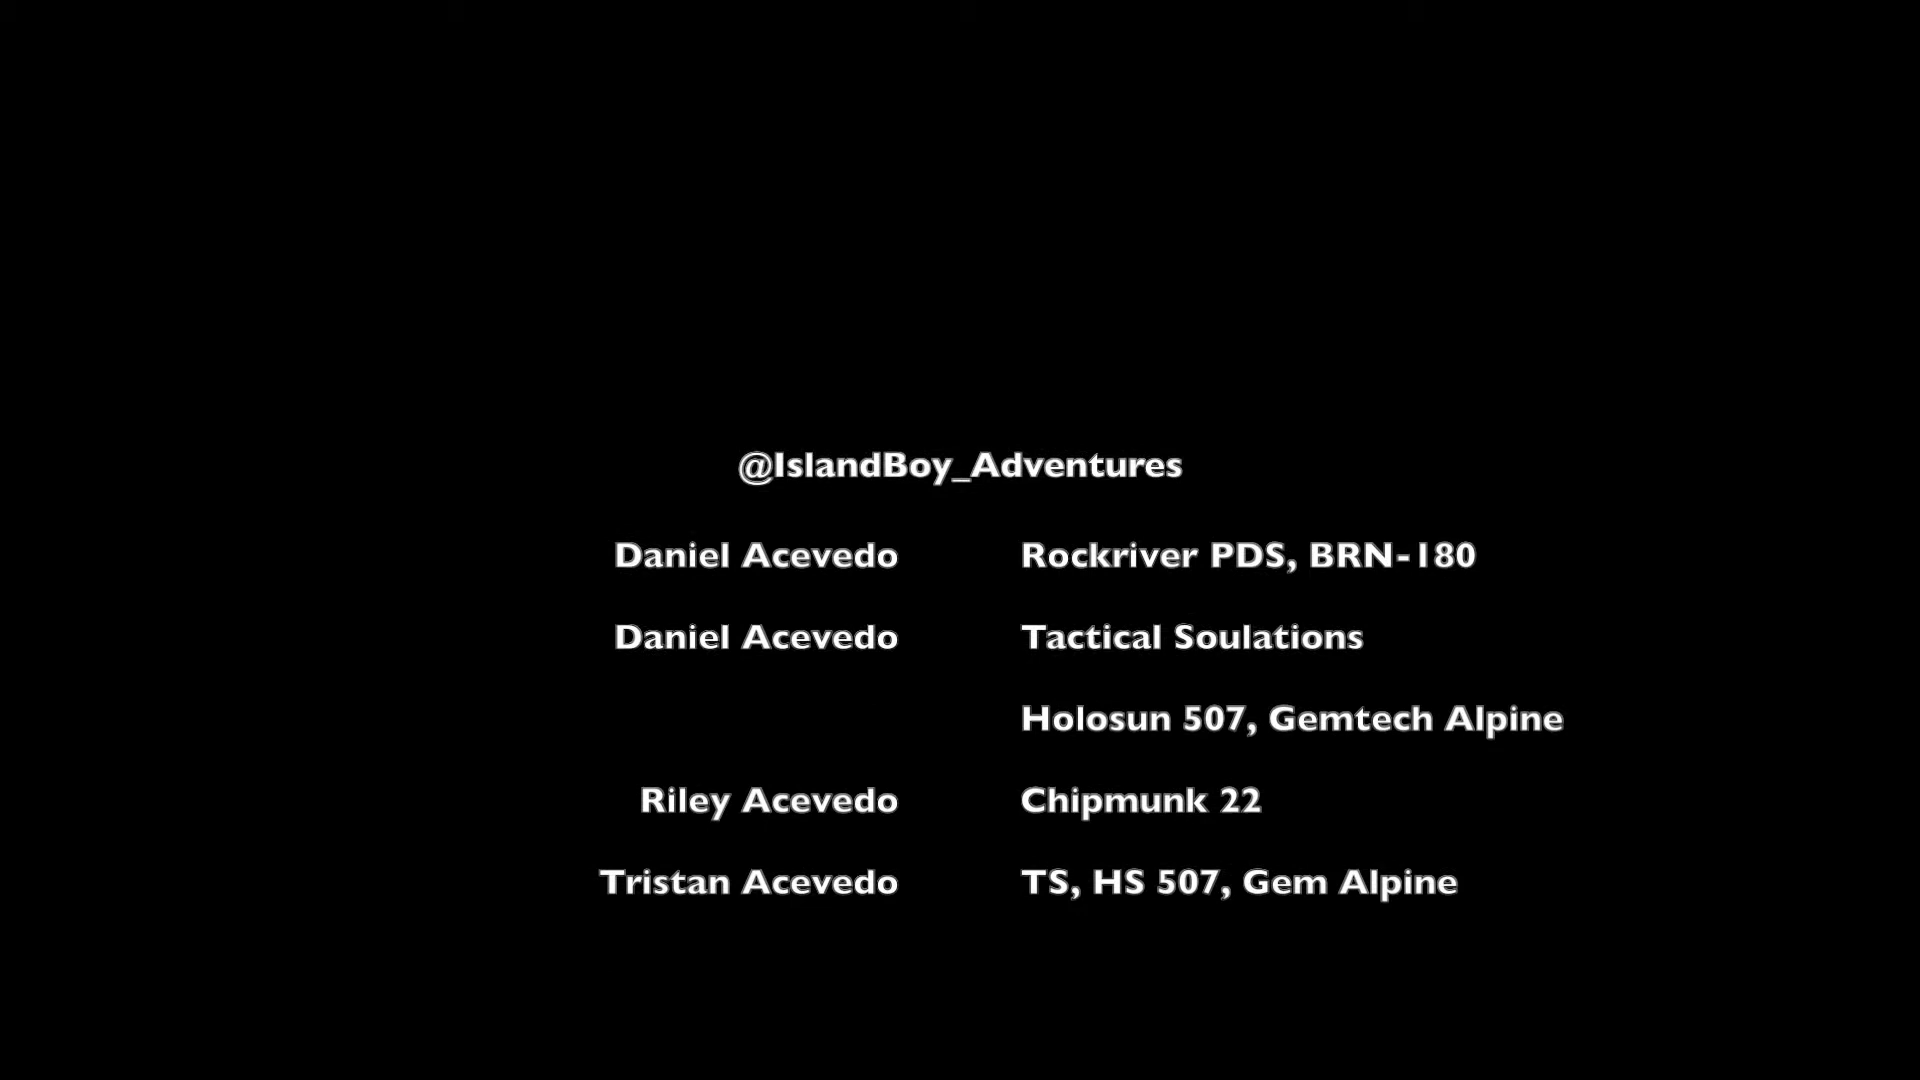 @IslandBoy_Adventures
Daniel Acevedo Rockriver PDS, BRN-180
Daniel Acevedo Tactical Soulations
Holosun 507, Gemtech Alpine
Riley Acevedo Chipmunk 22
Tristan Acevedo TS, HS 507, Gem Alpine